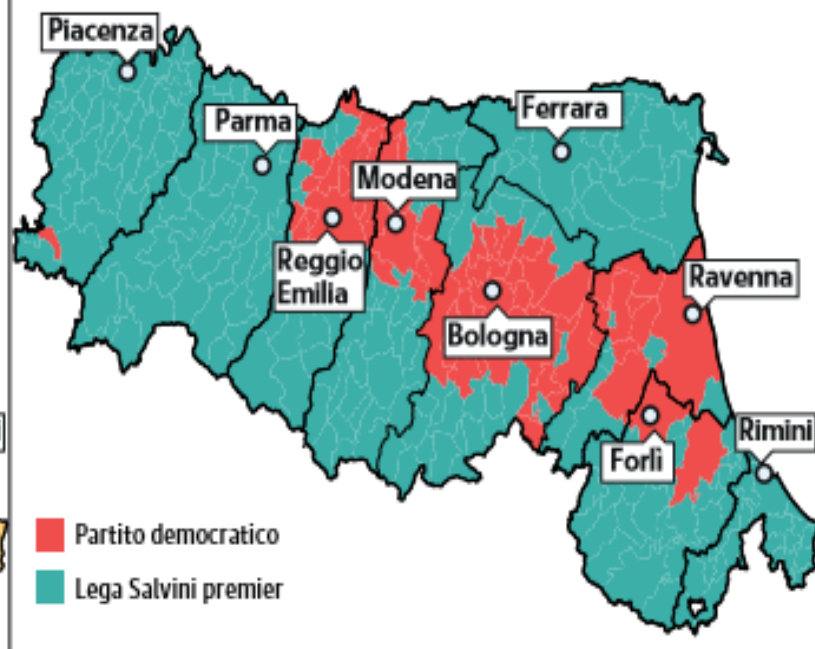 Piacenza
Parma
Ferrara
Modena
Reggio
Emilia
Ravenna
Bologna
Rimini
Forlì
Partito democratico
Lega Salvini premier